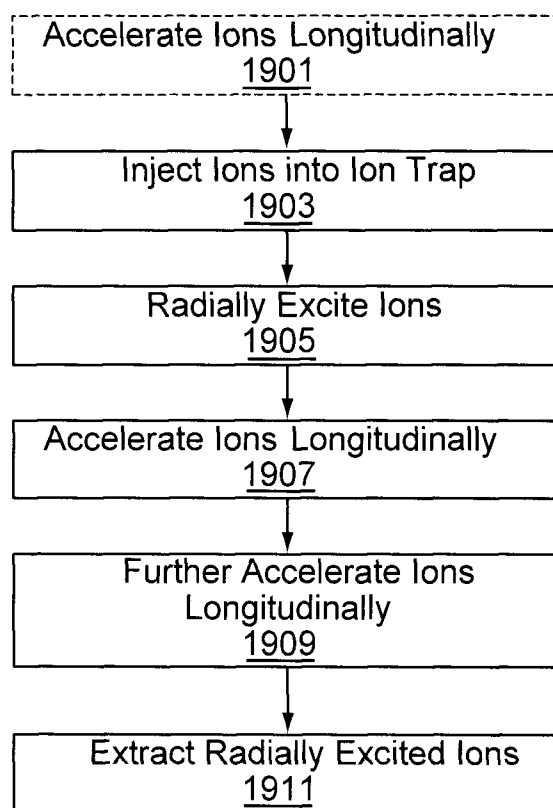 Accelerate Ions Longitudinally
1901
Inject Ions into Ion Trap
1903
Radially Excite Ions
1905
Accelerate Ions Longitudinally
1907
Further Accelerate Ions
Longitudinally
1909
Extract Radially Excited Ions
1911